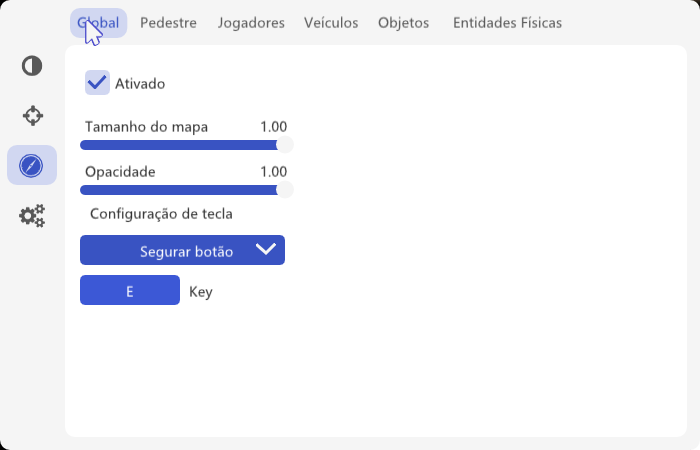 Global Pedestre Jogadores Veículos Objetos Entidades Físicas
Ativado
Tamanho do mapa 1.00
Opacidade 1.00
Configuração de tecla
Segurar botão
E Key